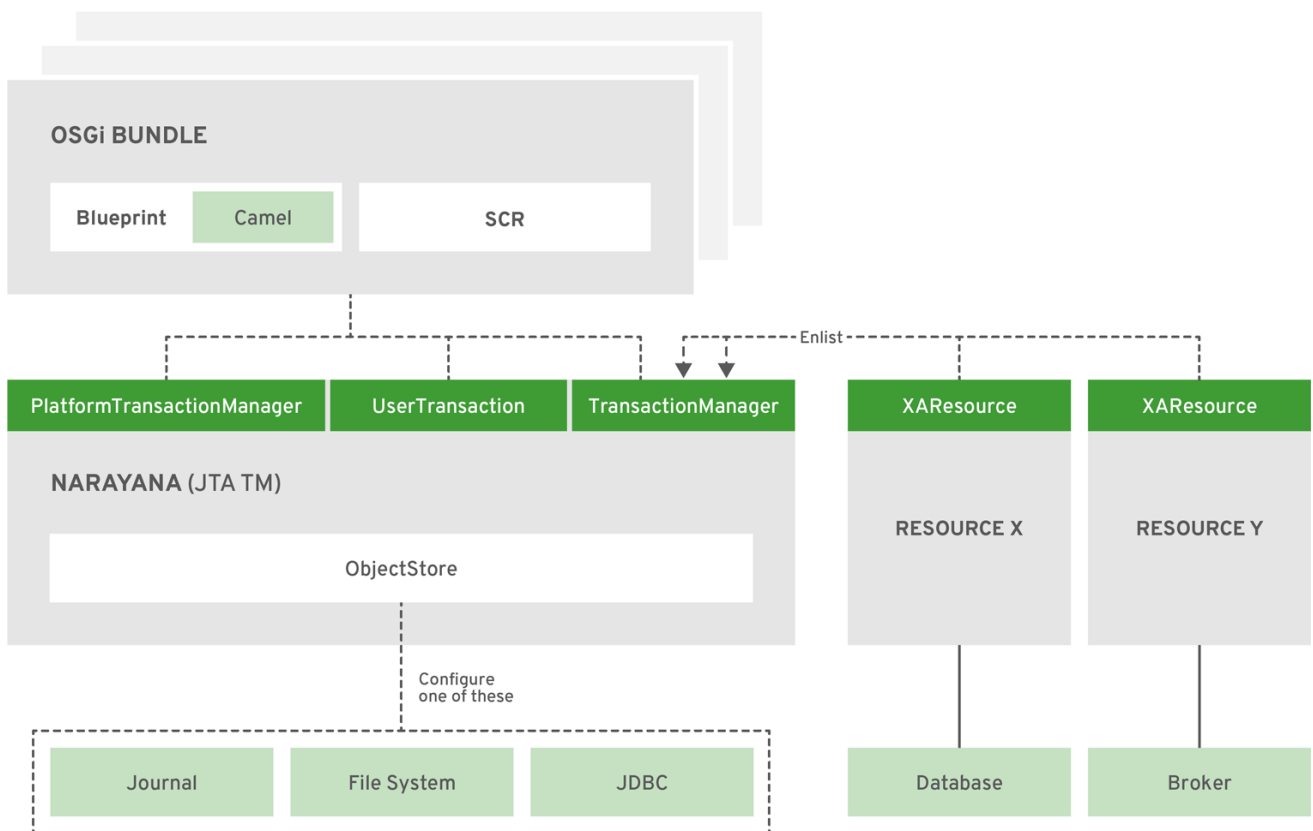 OSGi BUNDLE
Blueprint
Camel
SCR
Enlist
PlatformTransactionManager
UserTransaction
TransactionManager
XAResource
XAResource
NARAYANA (JTA TM)
RESOURCE X
RESOURCE Y
ObjectStore
Configure
one of these
Journal
File System
JDBC
Database
Broker